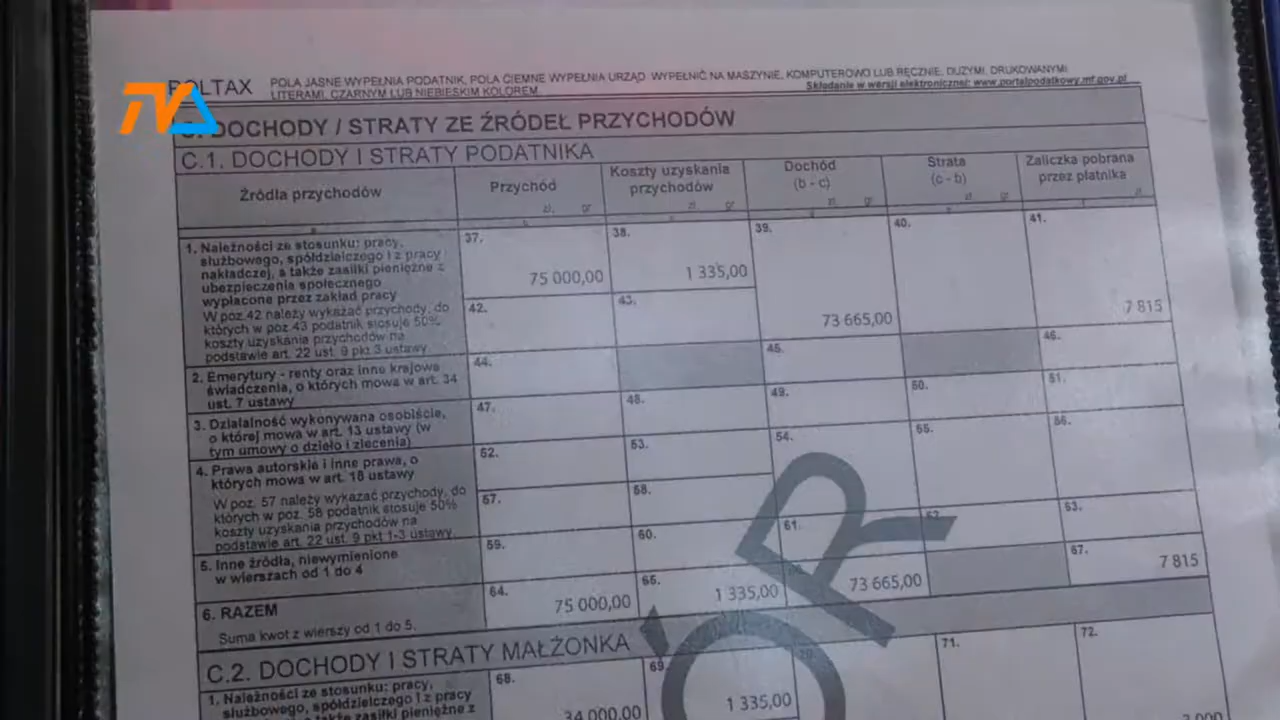 TVA
POLTAX
POLA JASNE WYPEŁNIA PODATNIK, POLA CIEMNE WYPEŁNIA URZĄD. WYPEŁNIĆ NA MASZYNIE, KOMPUTEROWO LUB RĘCZNIE, DUŻYMI, DRUKOWANYMI
LITERAMI, CZARNYM LUB NIEBIESKIM KOLOREM.
Składanie w wersji elektronicznej: www.portalpodatkowy.mf.gov.pl
DOCHODY / STRATY ZE ŹRÓDEŁ PRZYCHODÓW
C.1. DOCHODY I STRATY PODATNIKA
Źródła przychodów
Przychód
zł, gr
Koszty uzyskania
przychodów
zł, gr
Dochód
(b - c)
zł, gr
Strata
(c - b)
zł, gr
Zaliczka pobrana
przez płatnika
zł
1. Należności ze stosunku: pracy,
służbowego, spółdzielczego i z pracy
nakładczej, a także zasiłki pieniężne z
ubezpieczenia społecznego
wypłacone przez zakład pracy
W poz.42 należy wykazać przychody, do
których w poz.43 podatnik stosuje 50%
koszty uzyskania przychodów na
podstawie art. 22 ust. 9 pkt 3 ustawy
37.
75 000,00
38.
1 335,00
39.
73 665,00
40.
41.
7 815
42.
43.
2. Emerytury - renty oraz inne krajowe
świadczenia, o których mowa w art. 34
ust. 7 ustawy
44.
45.
46.
3. Działalność wykonywana osobiście,
o której mowa w art. 13 ustawy (w
tym umowy o dzieło i zlecenia)
47.
48.
49.
50.
51.
4. Prawa autorskie i inne prawa, o
których mowa w art. 18 ustawy
W poz. 57 należy wykazać przychody, do
których w poz. 58 podatnik stosuje 50%
koszty uzyskania przychodów na
podstawie art. 22 ust. 9 pkt 1-3 ustawy.
52.
53.
54.
55.
56.
57.
58.
5. Inne źródła, niewymienione
w wierszach od 1 do 4
59.
60.
61.
62.
63.
6. RAZEM
Suma kwot z wierszy od 1 do 5.
64.
75 000,00
65.
1 335,00
73 665,00
67.
7 815
C.2. DOCHODY I STRATY MAŁŻONKA
1. Należności ze stosunku: pracy,
służbowego, spółdzielczego i z pracy
nakładczej, a także zasiłki pieniężne z
68.
34 000,00
69.
1 335,00
71.
72.
ÓR